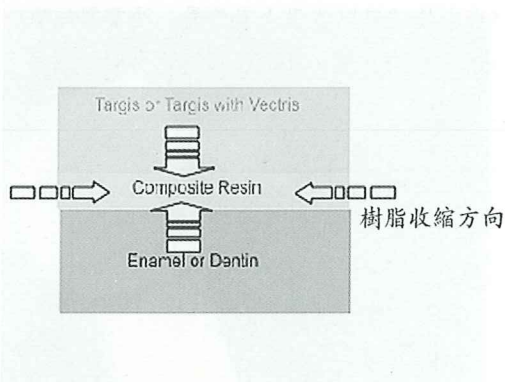 Targis or Targis with Vectris
Composite Resin
樹脂收縮方向
Enamel or Dentin